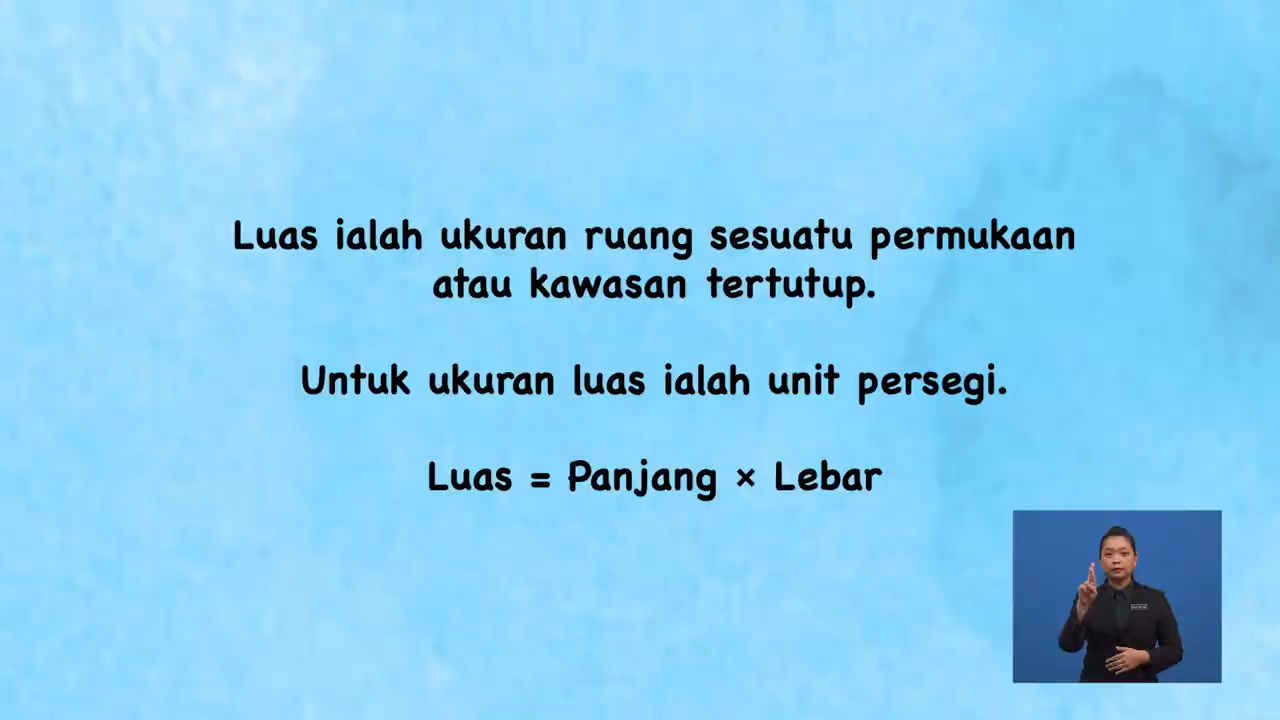 Luas ialah ukuran ruang sesuatu permukaan
atau kawasan tertutup.
Untuk ukuran luas ialah unit persegi.
Luas = Panjang × Lebar